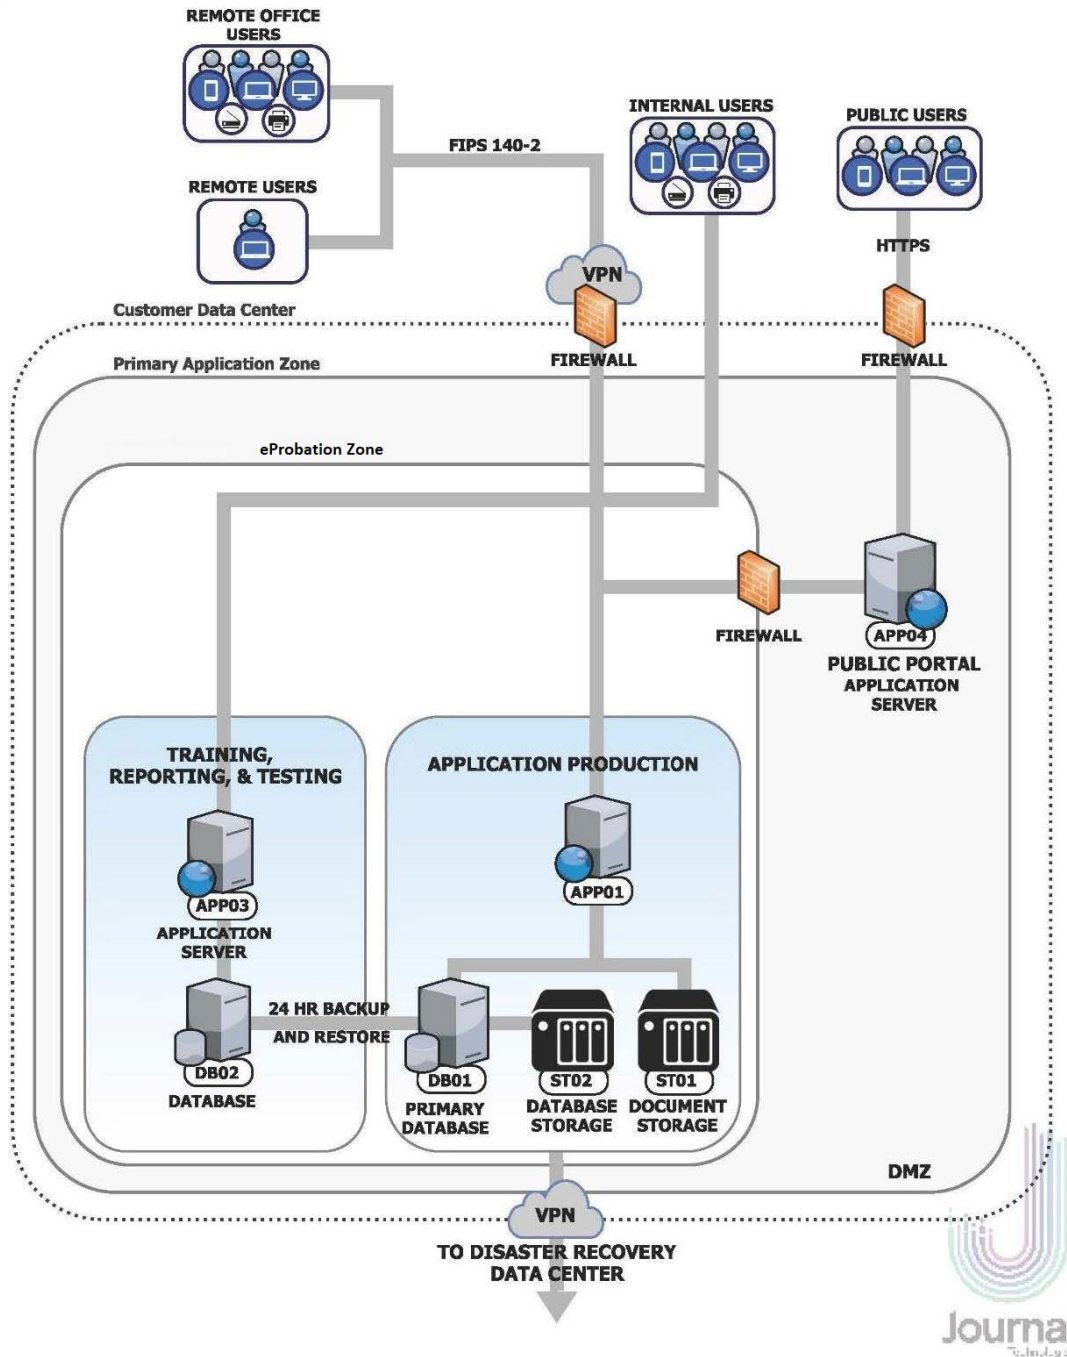 REMOTE OFFICE
USERS
INTERNAL USERS
PUBLIC USERS
FIPS 140-2
REMOTE USERS
HTTPS
VPN
Customer Data Center
FIREWALL
FIREWALL
Primary Application Zone
eProbation Zone
FIREWALL
APP04
PUBLIC PORTAL
APPLICATION
SERVER
TRAINING,
REPORTING, & TESTING
APPLICATION PRODUCTION
APP03
APPLICATION
SERVER
APP01
24 HR BACKUP
AND RESTORE
DB02
DATABASE
DB01
PRIMARY
DATABASE
ST02
DATABASE
STORAGE
ST01
DOCUMENT
STORAGE
DMZ
VPN
TO DISASTER RECOVERY
DATA CENTER
Journa